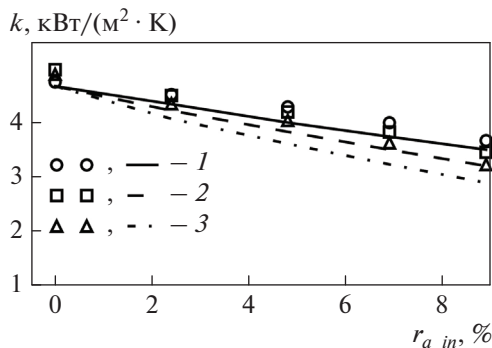 k, кВт/(м² · K)
4
3
2
1
, – 1
, – 2
, – 3
0 2 4 6 8
r_a in, %